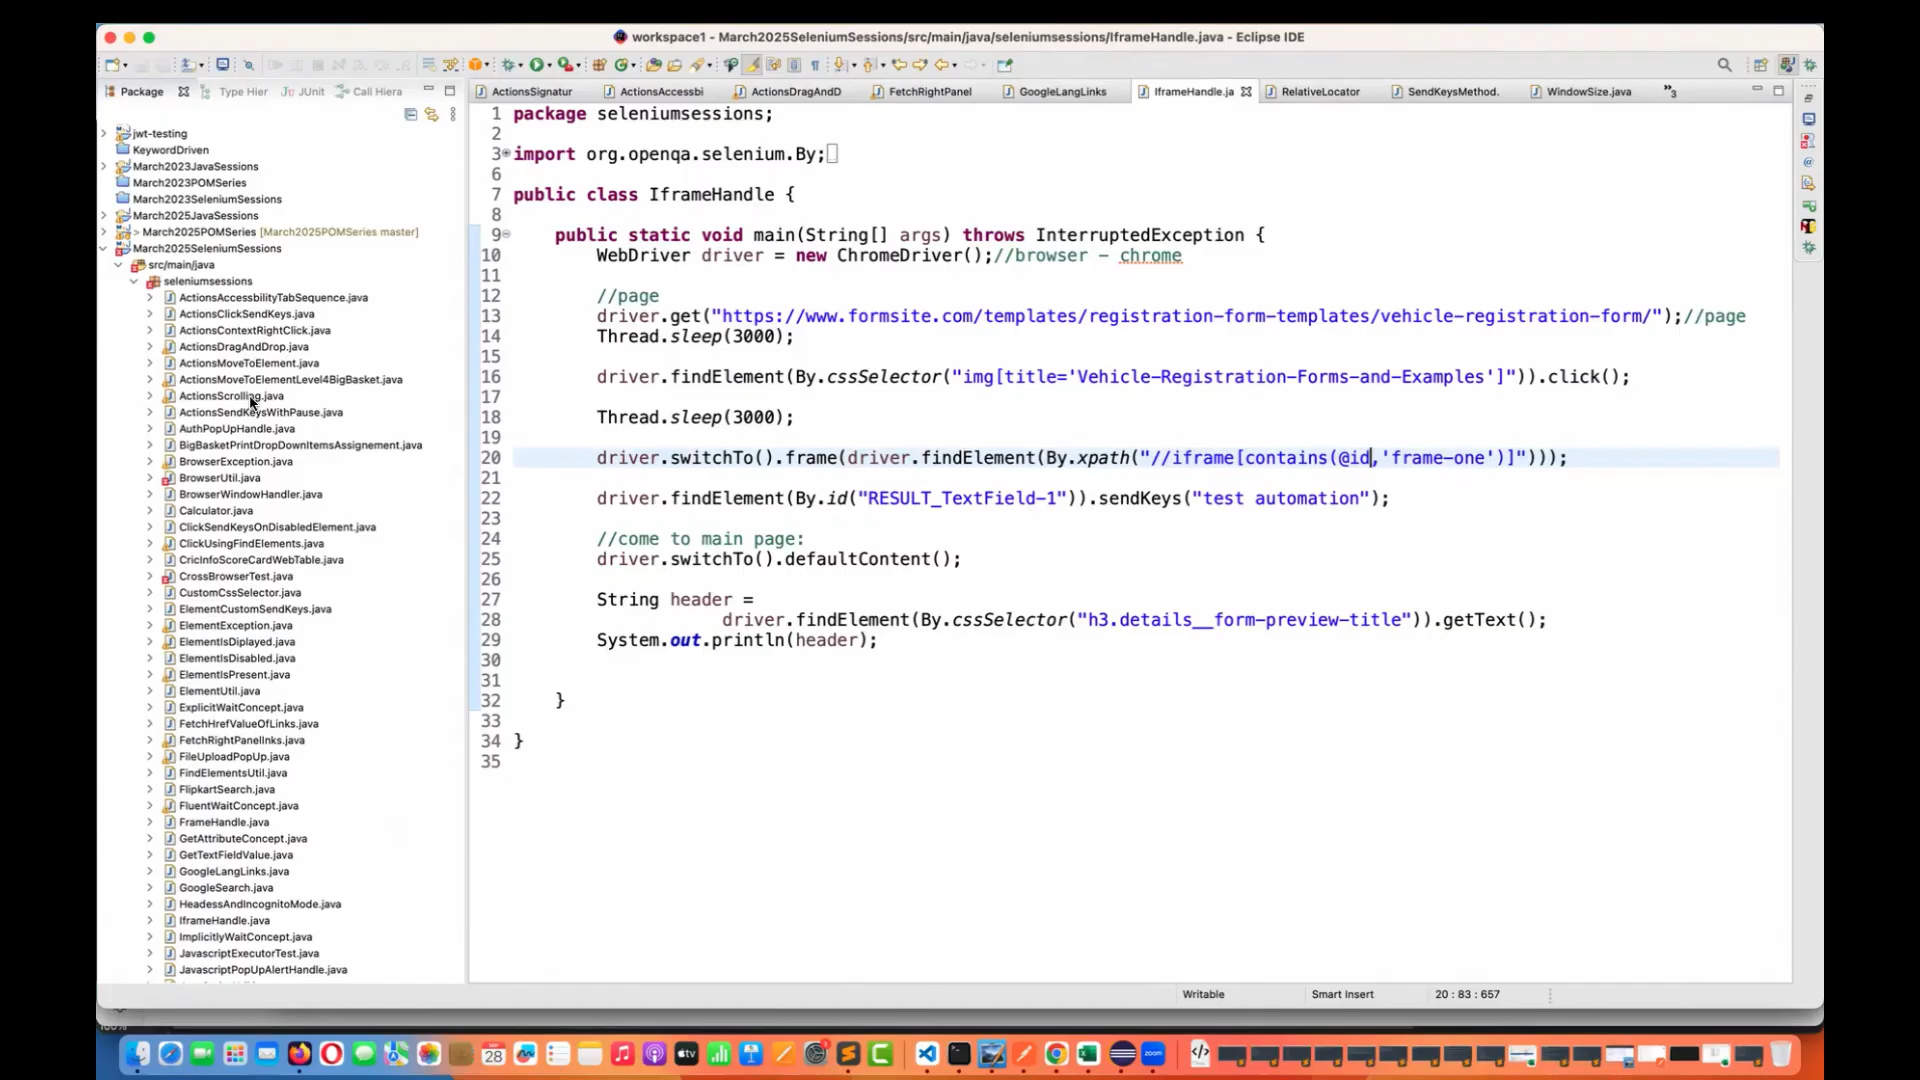 workspace1 - March2025SeleniumSessions/src/main/java/seleniumsessions/IframeHandle.java - Eclipse IDE
Package
Type Hier
JUnit
Call Hiera
ActionsSignatur
ActionsAccessbi
ActionsDragAndD
FetchRightPanel
GoogleLangLinks
IframeHandle.ja
RelativeLocator
SendKeysMethod.
WindowSize.java
»3
jwt-testing
KeywordDriven
March2023JavaSessions
March2023POMSeries
March2023SeleniumSessions
March2025JavaSessions
> March2025POMSeries [March2025POMSeries master]
March2025SeleniumSessions
src/main/java
seleniumsessions
ActionsAccessbilityTabSequence.java
ActionsClickSendKeys.java
ActionsContextRightClick.java
ActionsDragAndDrop.java
ActionsMoveToElement.java
ActionsMoveToElementLevel4BigBasket.java
ActionsScrolling.java
ActionsSendKeysWithPause.java
AuthPopUpHandle.java
BigBasketPrintDropDownItemsAssignement.java
BrowserException.java
BrowserUtil.java
BrowserWindowHandler.java
Calculator.java
ClickSendKeysOnDisabledElement.java
ClickUsingFindElements.java
CricInfoScoreCardWebTable.java
CrossBrowserTest.java
CustomCssSelector.java
ElementCustomSendKeys.java
ElementException.java
ElementIsDiplayed.java
ElementIsDisabled.java
ElementIsPresent.java
ElementUtil.java
ExplicitWaitConcept.java
FetchHrefValueOfLinks.java
FetchRightPanelInks.java
FileUploadPopUp.java
FindElementsUtil.java
FlipkartSearch.java
FluentWaitConcept.java
FrameHandle.java
GetAttributeConcept.java
GetTextFieldValue.java
GoogleLangLinks.java
GoogleSearch.java
HeadessAndIncognitoMode.java
IframeHandle.java
ImplicitlyWaitConcept.java
JavascriptExecutorTest.java
JavascriptPopUpAlertHandle.java
1 package seleniumsessions;
2
3 import org.openqa.selenium.By;
6
7 public class IframeHandle {
8
9 public static void main(String[] args) throws InterruptedException {
10 WebDriver driver = new ChromeDriver();//browser - chrome
11
12 //page
13 driver.get("https://www.formsite.com/templates/registration-form-templates/vehicle-registration-form/");//page
14 Thread.sleep(3000);
15
16 driver.findElement(By.cssSelector("img[title='Vehicle-Registration-Forms-and-Examples']")).click();
17
18 Thread.sleep(3000);
19
20 driver.switchTo().frame(driver.findElement(By.xpath("//iframe[contains(@id,'frame-one')]")));
21
22 driver.findElement(By.id("RESULT_TextField-1")).sendKeys("test automation");
23
24 //come to main page:
25 driver.switchTo().defaultContent();
26
27 String header =
28 driver.findElement(By.cssSelector("h3.details__form-preview-title")).getText();
29 System.out.println(header);
30
31
32 }
33
34 }
35
Writable
Smart Insert
20 : 83 : 657
100%
28
tv
zoom